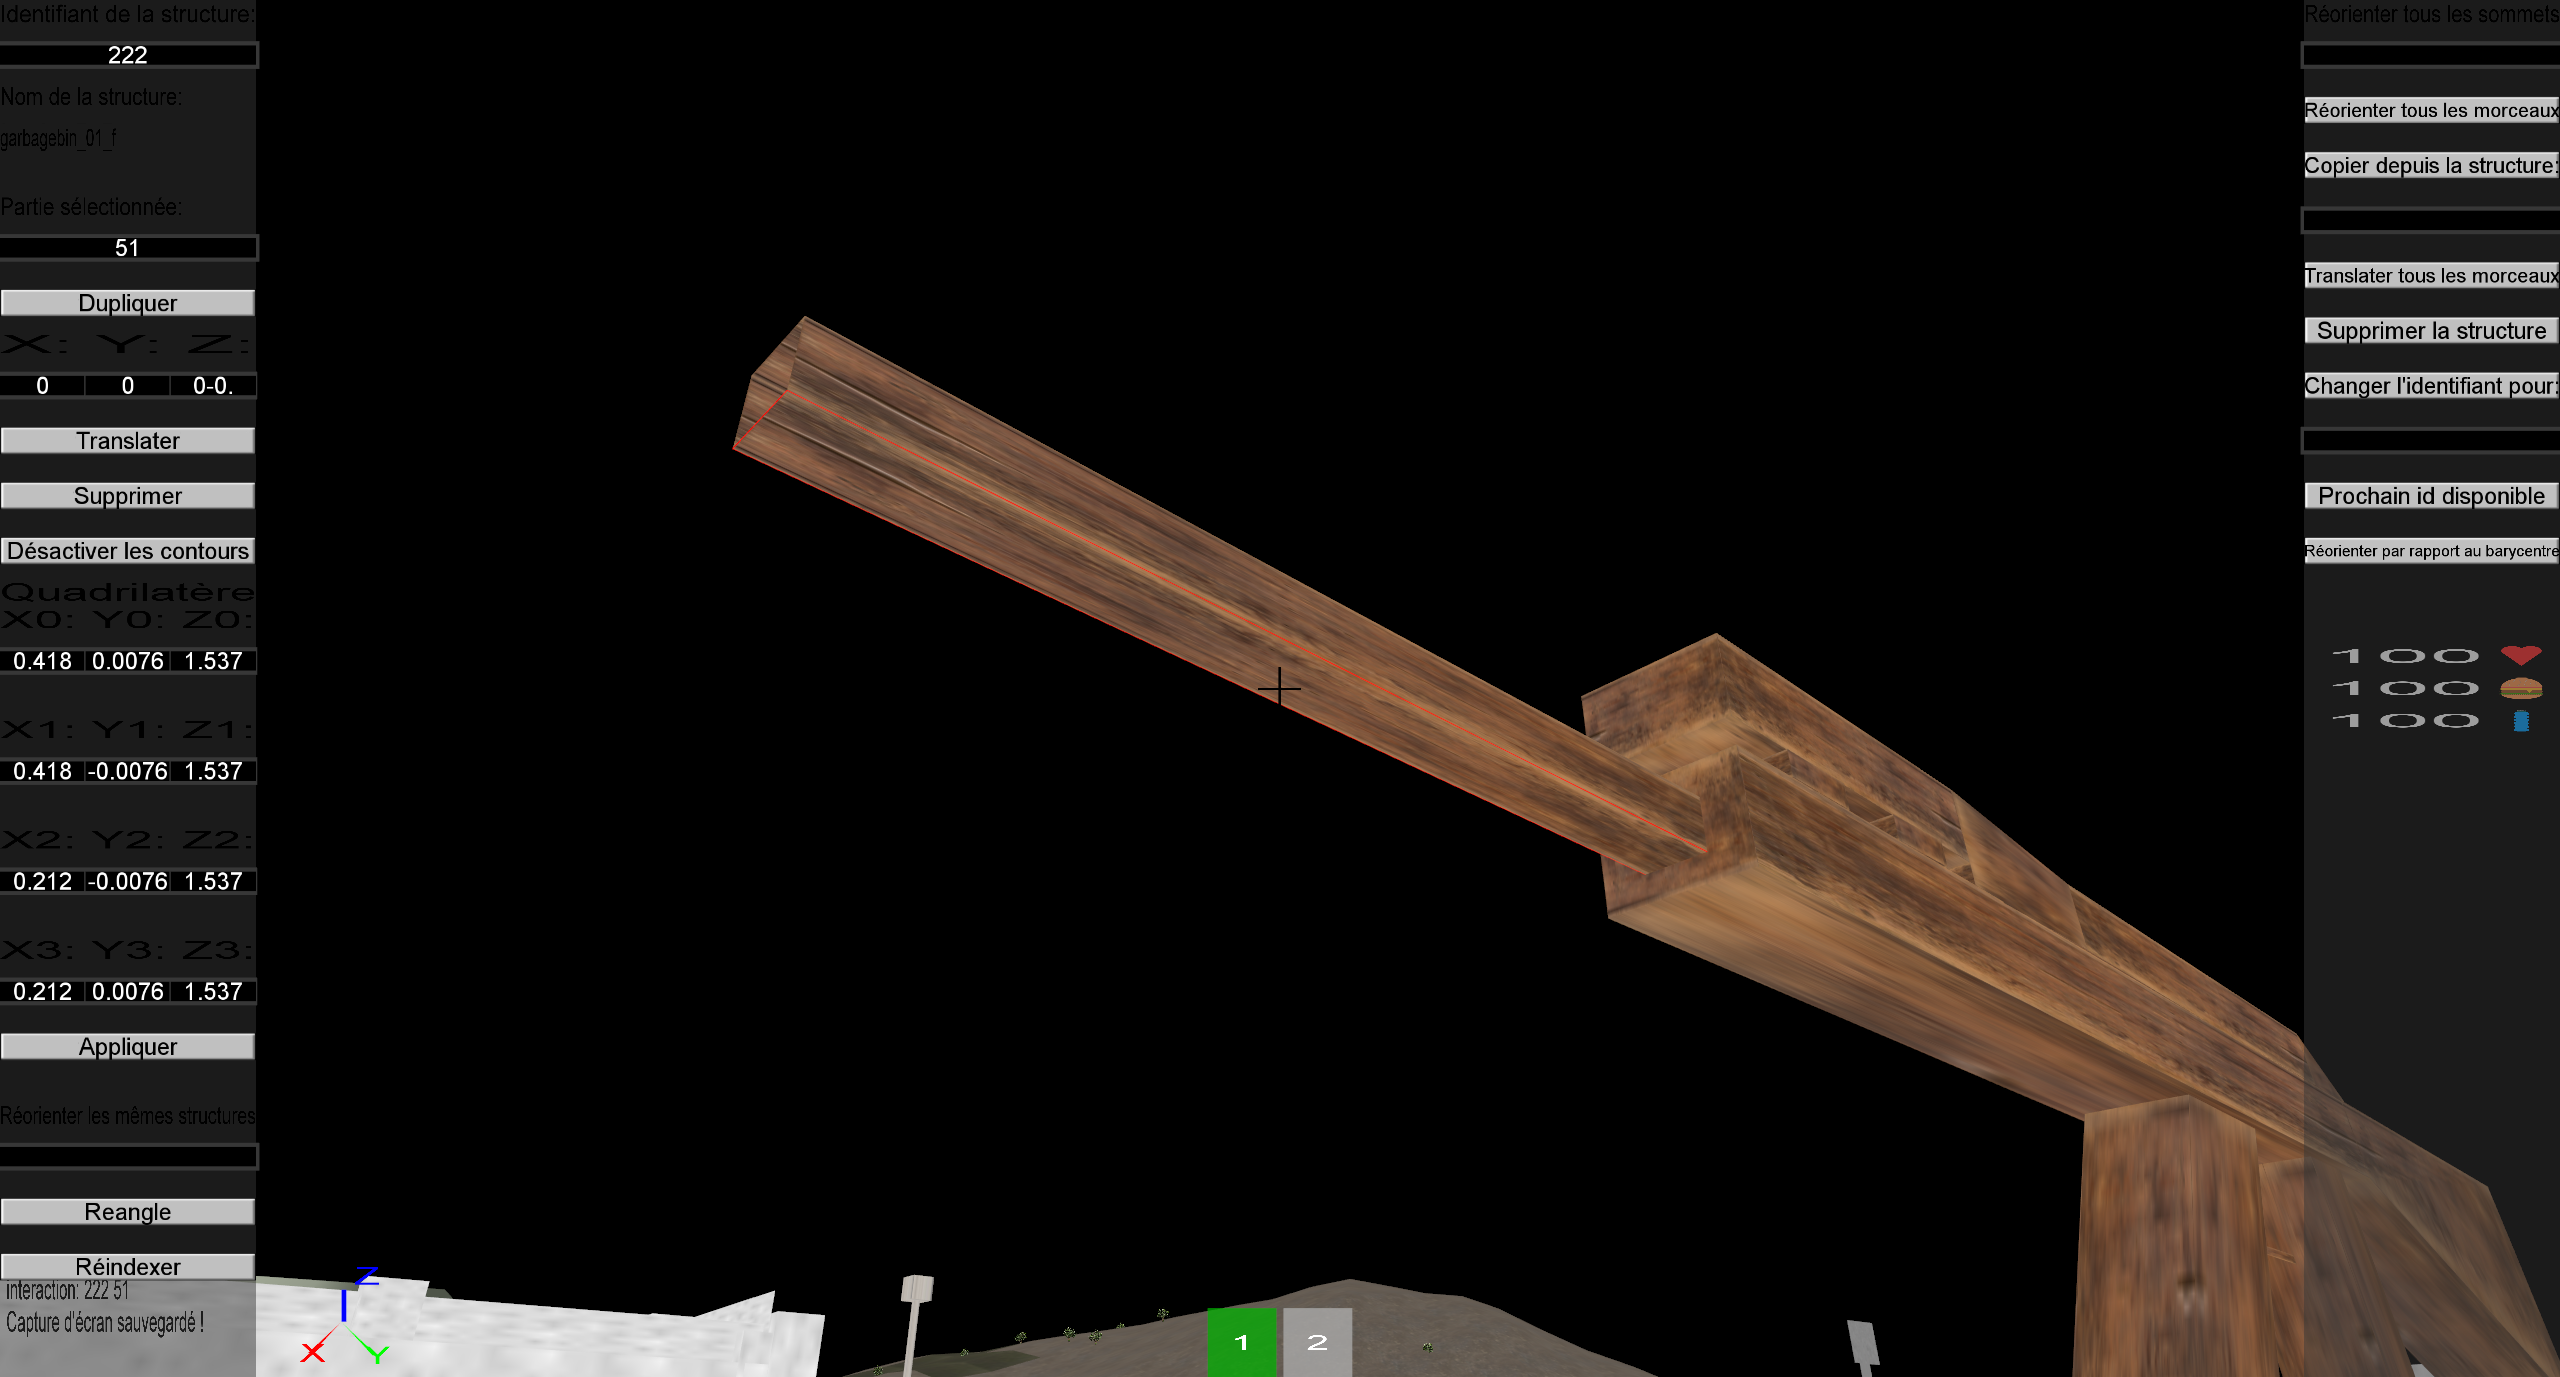 Identifiant de la structure:
222
Nom de la structure:
garbagebin_01_f
Partie sélectionnée:
51
Dupliquer
X: Y: Z:
0 0 0-0.
Translater
Supprimer
Désactiver les contours
Quadrilatère
X0: Y0: Z0:
0.418 0.0076 1.537
X1: Y1: Z1:
0.418 -0.0076 1.537
X2: Y2: Z2:
0.212 -0.0076 1.537
X3: Y3: Z3:
0.212 0.0076 1.537
Appliquer
Réorienter les mêmes structures
Reangle
Réindexer
interaction: 222 51
Capture d'écran sauvegardé !
Z
X
Y
1 2
Réorienter tous les sommets
Réorienter tous les morceaux
Copier depuis la structure:
Translater tous les morceaux
Supprimer la structure
Changer l'identifiant pour:
Prochain id disponible
Réorienter par rapport au barycentre
100
100
100